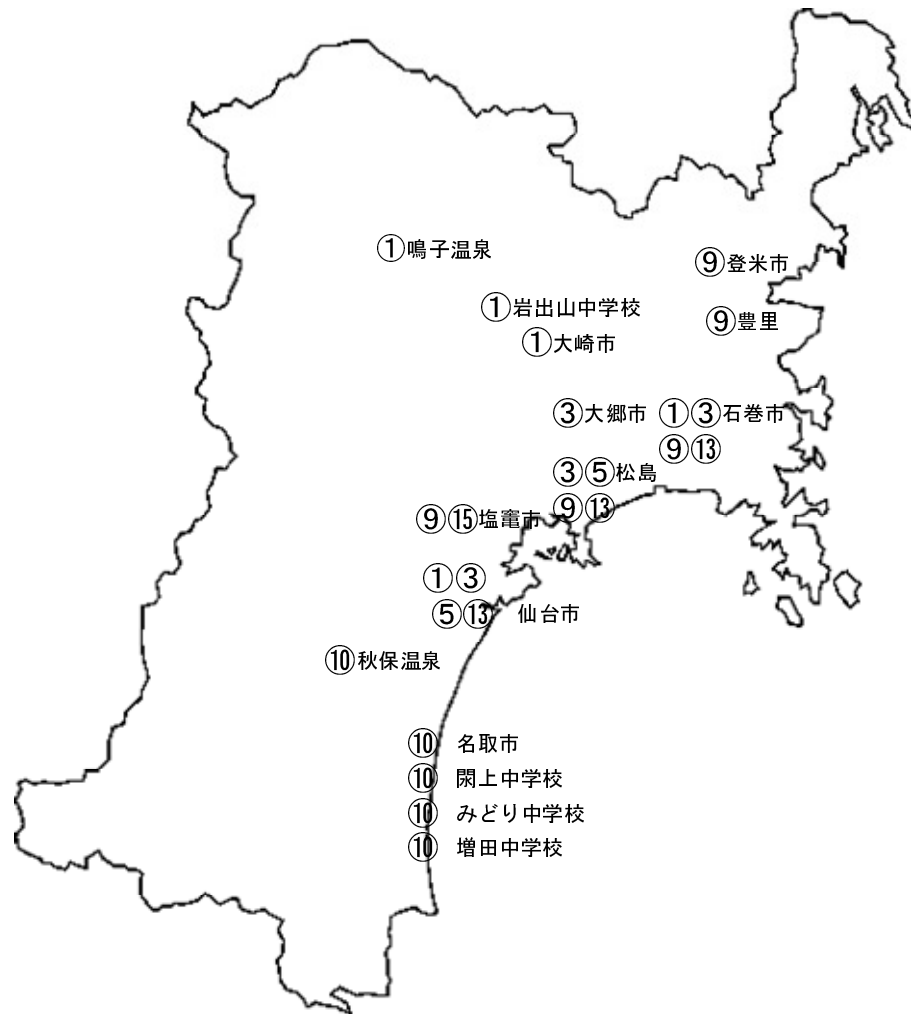 ①鳴子温泉
⑨登米市
①岩出山中学校
⑨豊里
①大崎市
③大郷市
①③石巻市
⑨⑬
③⑤松島
⑨⑬
⑨⑮塩竈市
①③
⑤⑬ 仙台市
⑩秋保温泉
⑩ 名取市
⑩ 閖上中学校
⑩ みどり中学校
⑩ 増田中学校